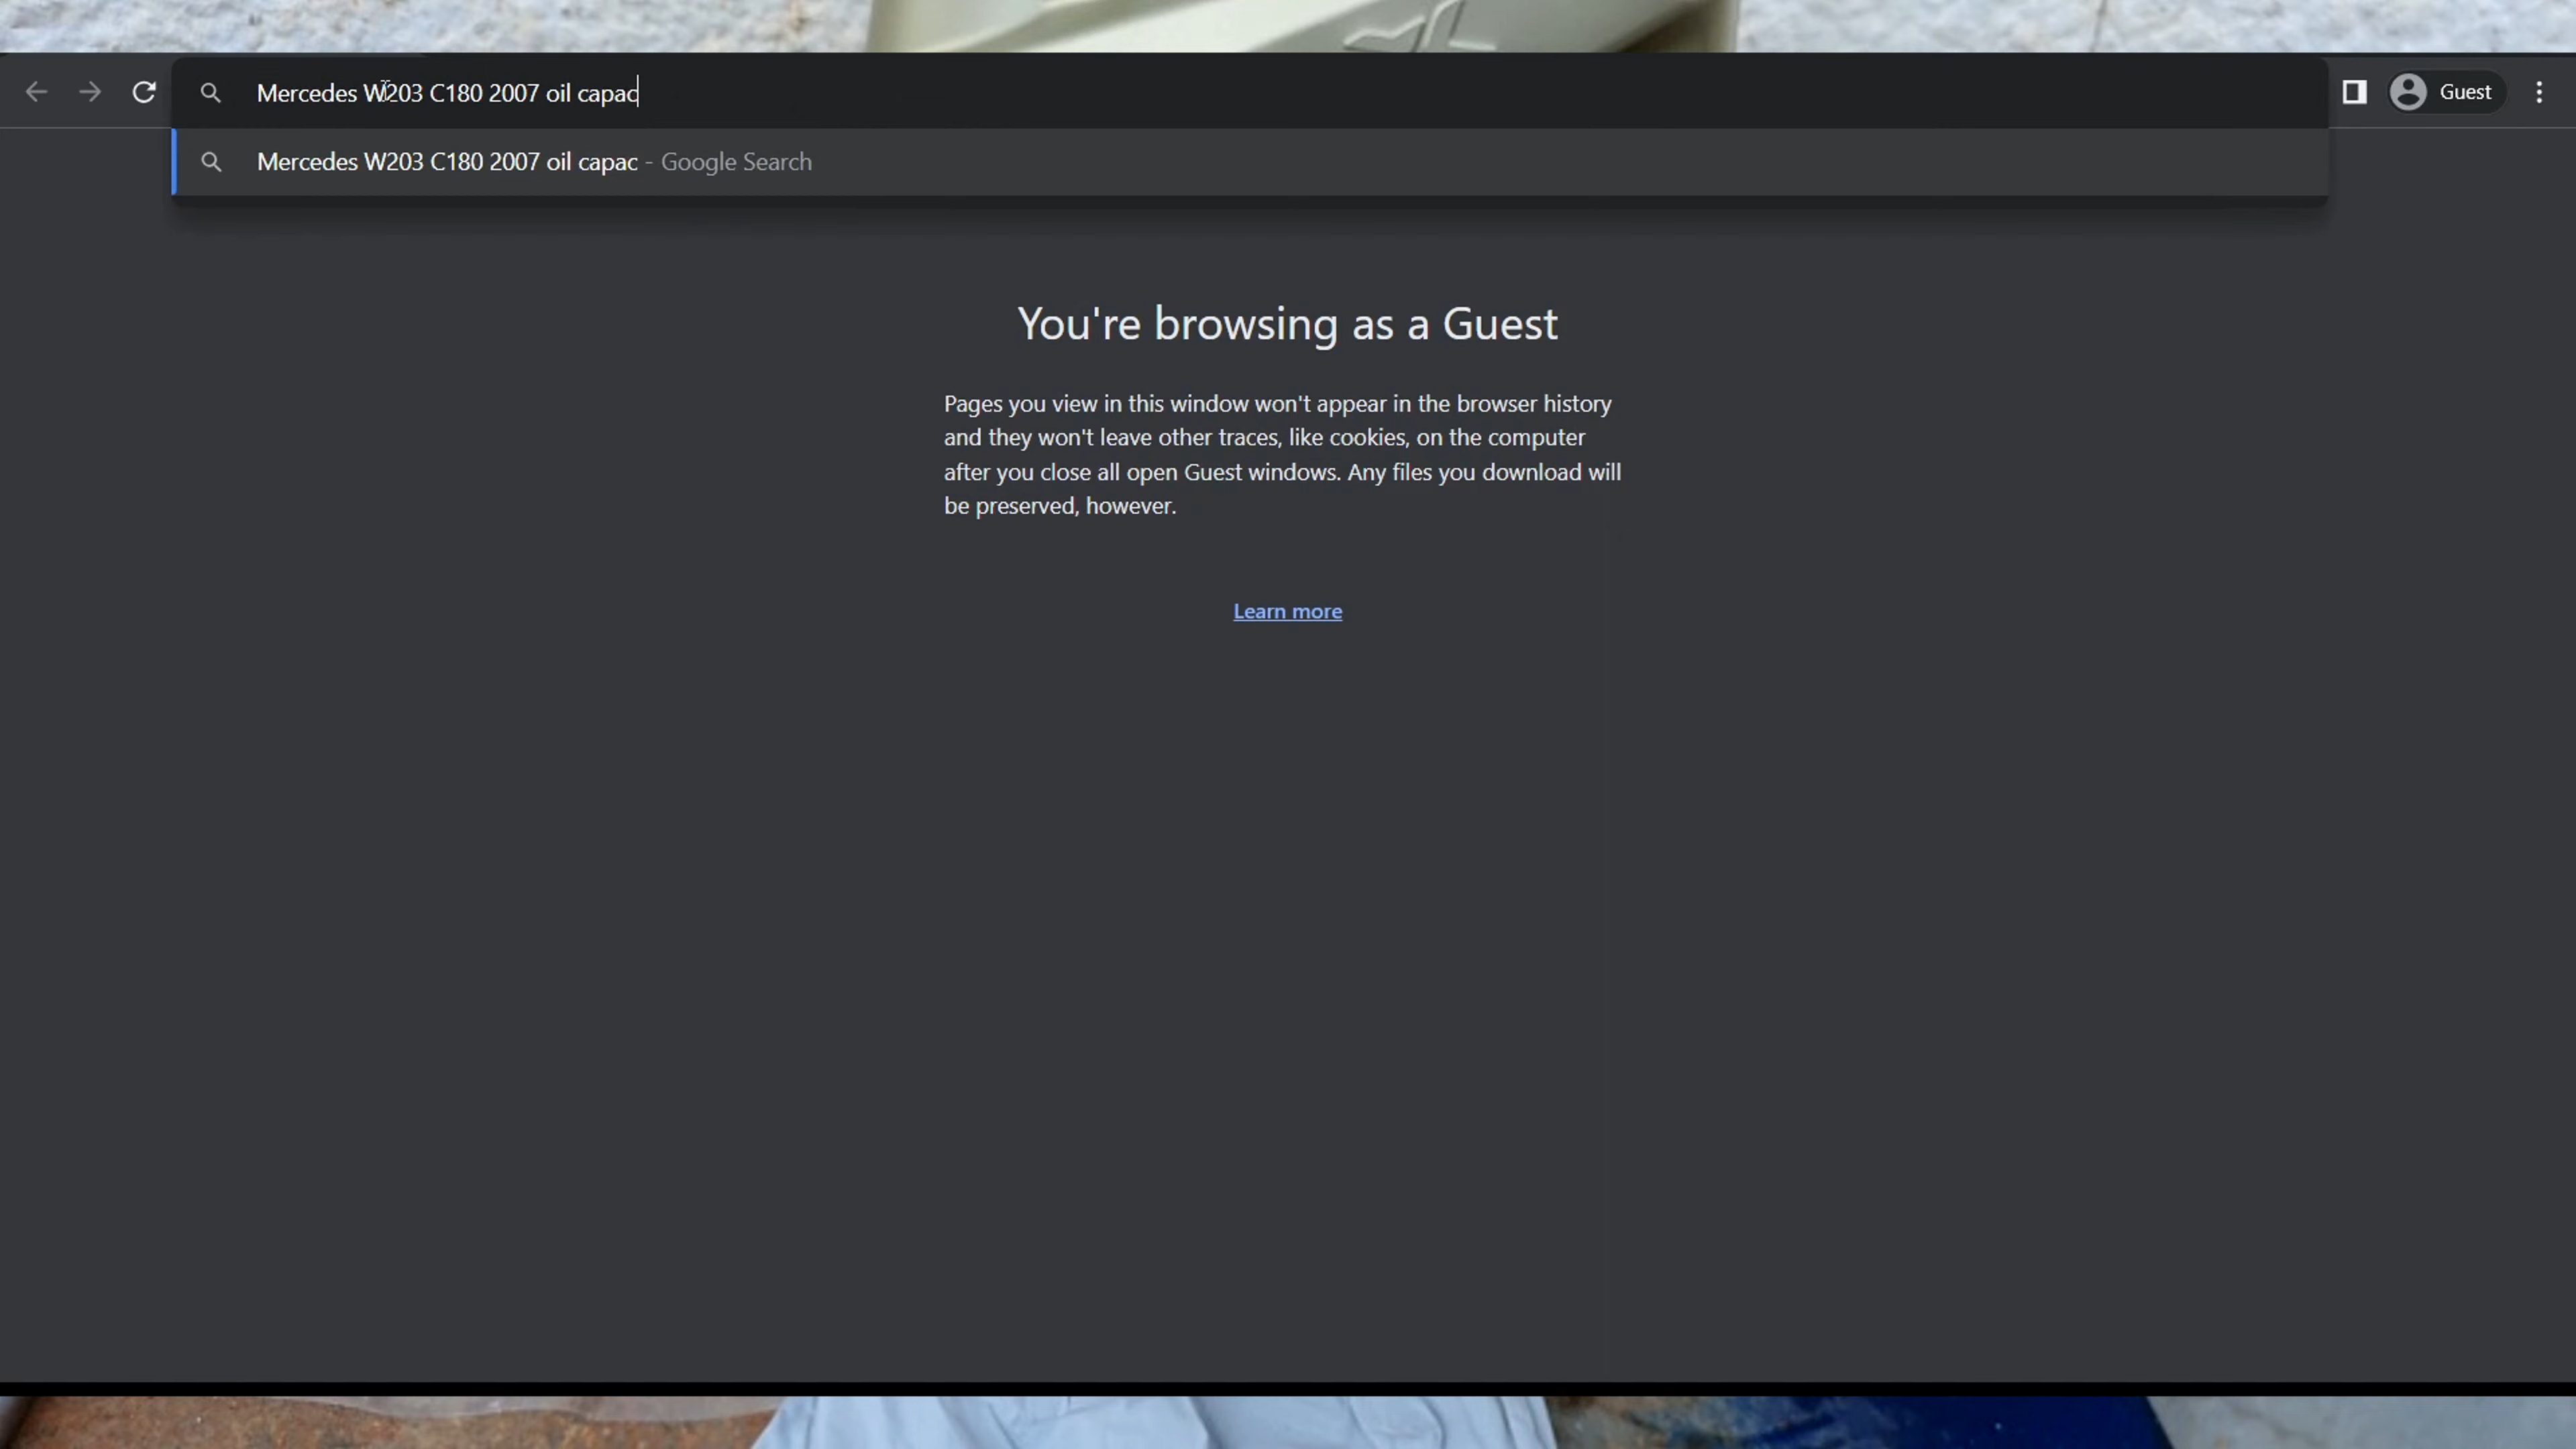 Mercedes W203 C180 2007 oil capac
Guest
Mercedes W203 C180 2007 oil capac - Google Search
You're browsing as a Guest
Pages you view in this window won't appear in the browser history
and they won't leave other traces, like cookies, on the computer
after you close all open Guest windows. Any files you download will
be preserved, however.
Learn more